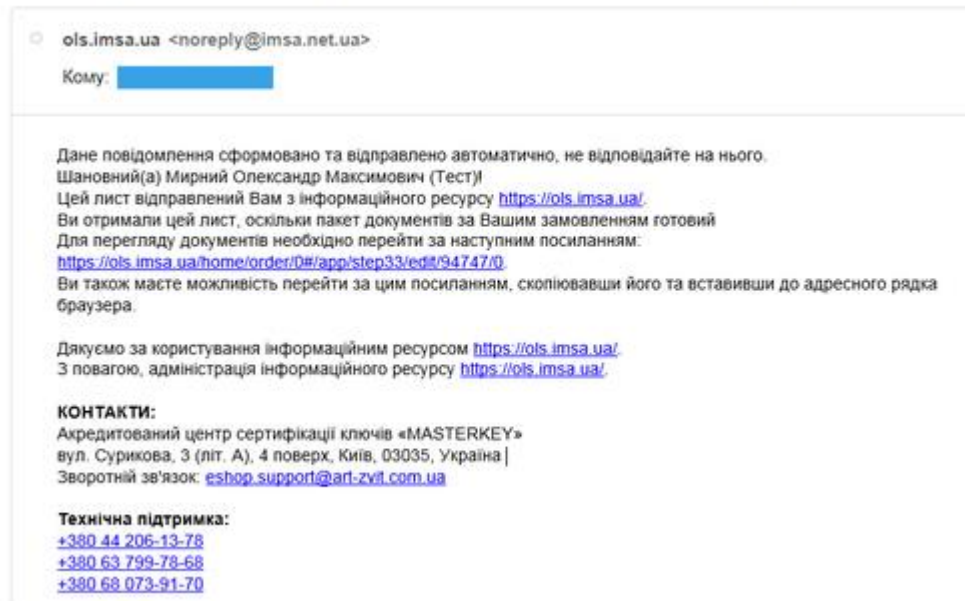 ols.imsa.ua <noreply@imsa.net.ua>
Кому:
Дане повідомлення сформовано та відправлено автоматично, не відповідайте на нього.
Шановний(а) Мирний Олександр Максимович (Тест)!
Цей лист відправлений Вам з інформаційного ресурсу https://ols.imsa.ua/.
Ви отримали цей лист, оскільки пакет документів за Вашим замовленням готовий
Для перегляду документів необхідно перейти за наступним посиланням:
https://ols.imsa.ua/home/order/0#/app/step33/edit/94747/0.
Ви також маєте можливість перейти за цим посиланням, скопіювавши його та вставивши до адресного рядка
браузера.
Дякуємо за користування інформаційним ресурсом https://ols.imsa.ua/.
З повагою, адміністрація інформаційного ресурсу https://ols.imsa.ua/.
КОНТАКТИ:
Акредитований центр сертифікації ключів «MASTERKEY»
вул. Сурикова, 3 (літ. А), 4 поверх, Київ, 03035, Україна
Зворотній зв'язок: eshop.support@art-zvit.com.ua
Технічна підтримка:
+380 44 206-13-78
+380 63 799-78-68
+380 68 073-91-70